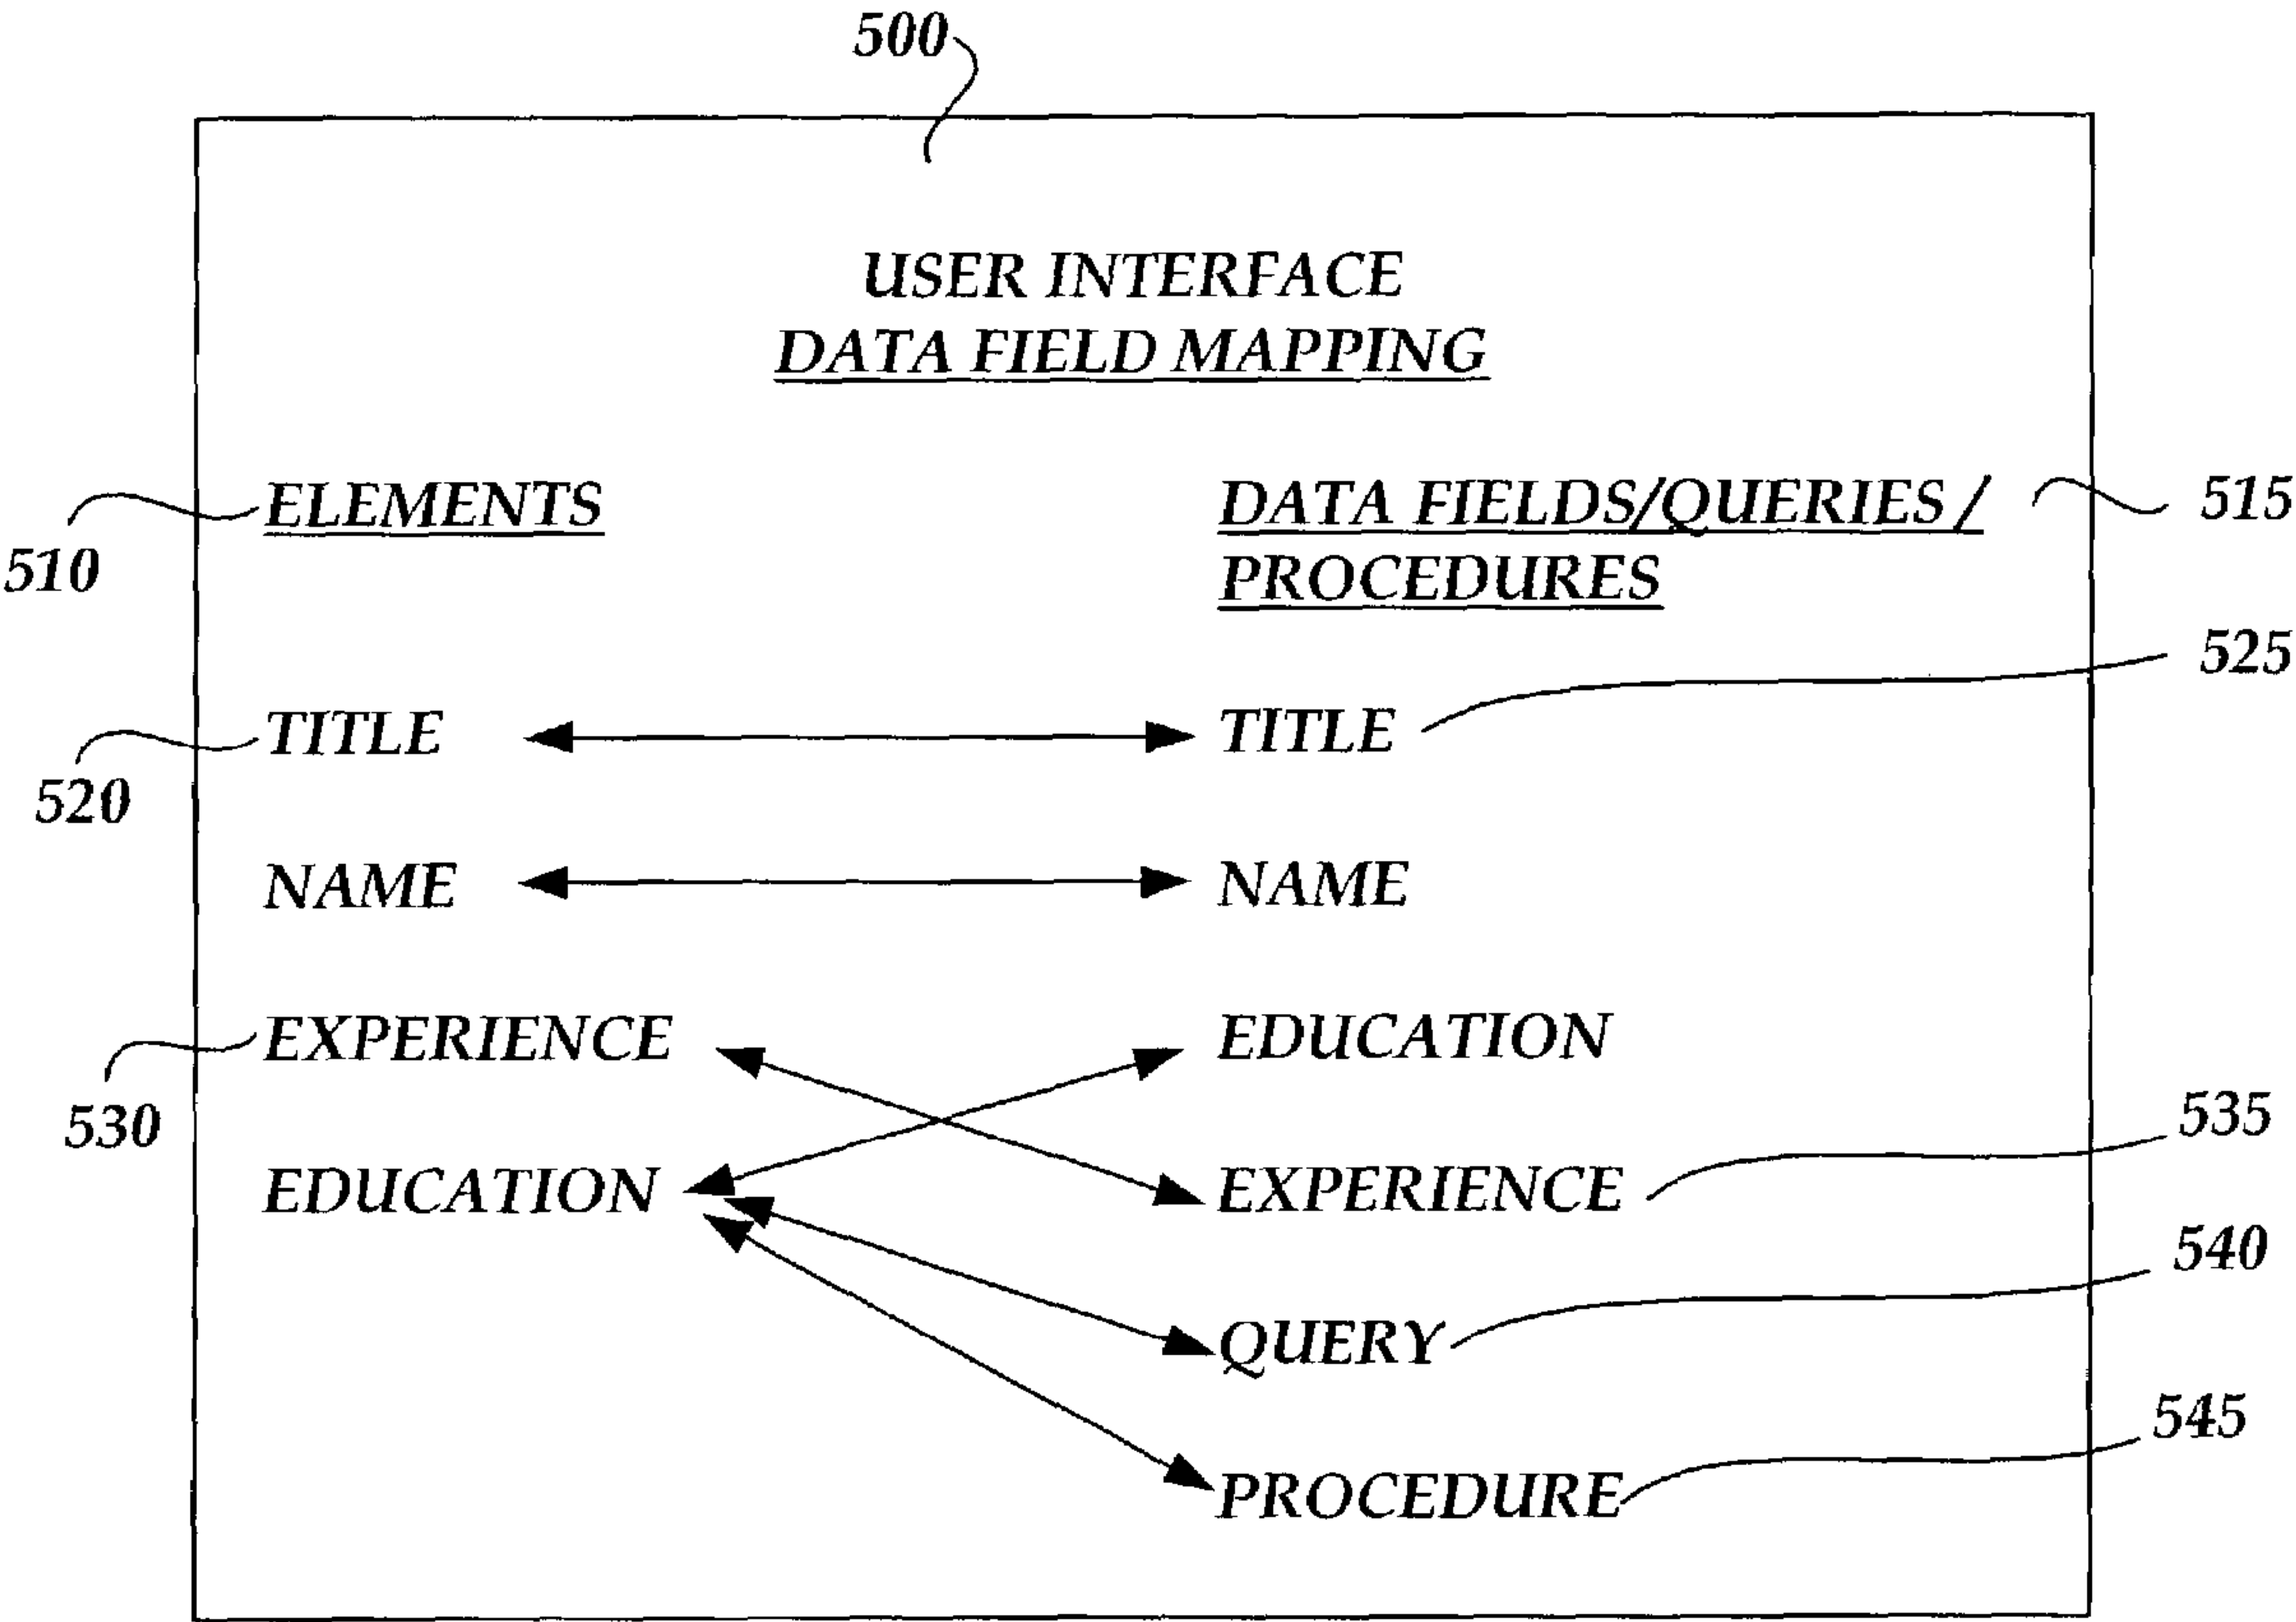 500
USER INTERFACE
DATA FIELD MAPPING
ELEMENTS
DATA FIELDS/QUERIES /
PROCEDURES
510
515
525
TITLE
TITLE
520
NAME
NAME
EXPERIENCE
EDUCATION
530
535
EDUCATION
EXPERIENCE
540
QUERY
545
PROCEDURE